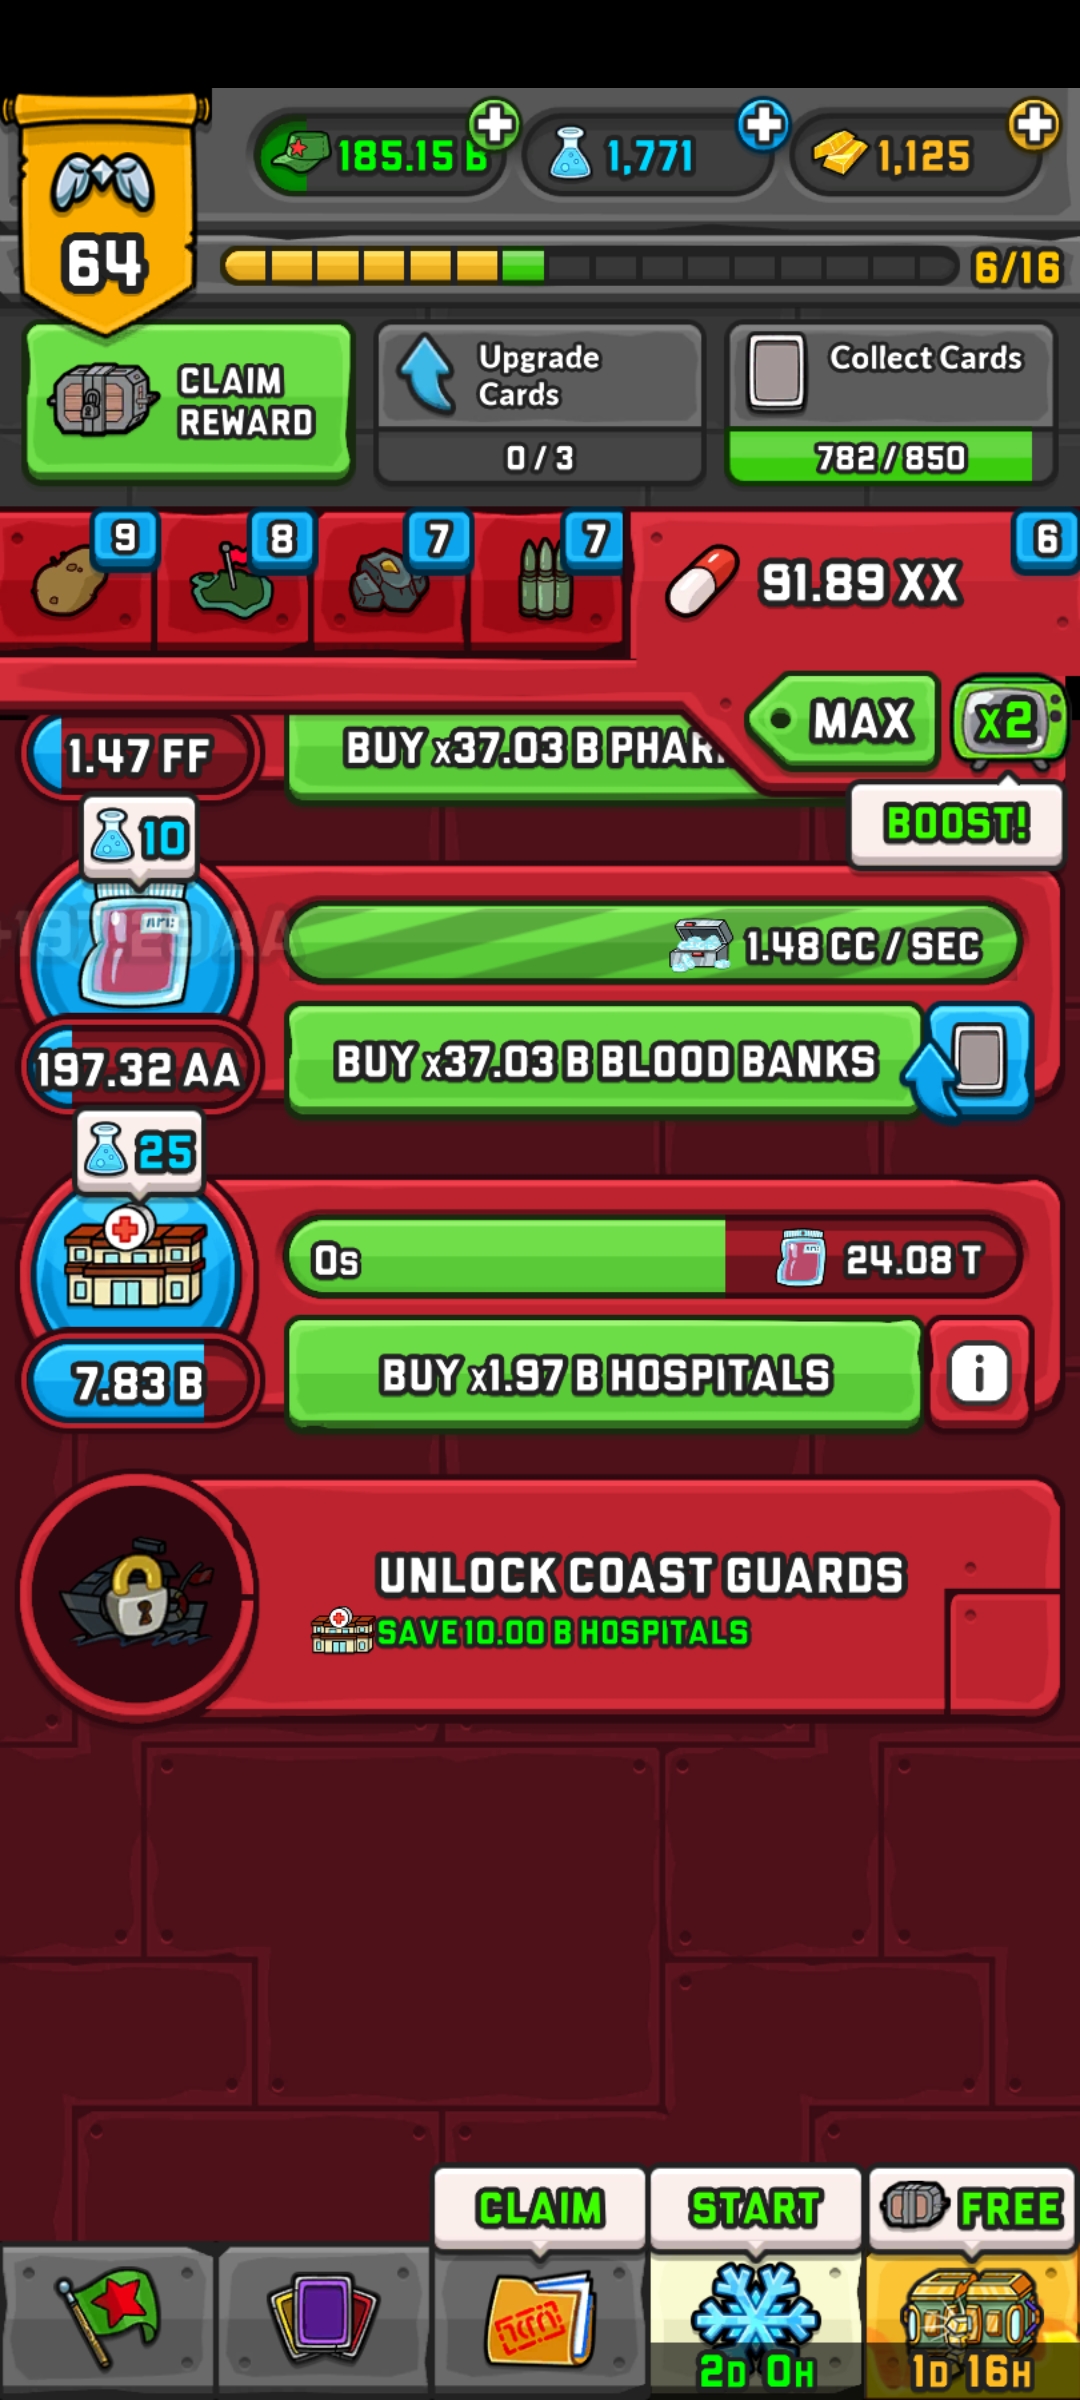 185.15 B
1,771
1,125
64
6/16
CLAIM
REWARD
Upgrade
Cards
0 / 3
Collect Cards
782 / 850
9
8
7
7
6
91.89 XX
MAX
x2
1.47 FF
BUY x37.03 B PHAR
BOOST!
10
+197.29 AA
1.48 CC / SEC
197.32 AA
BUY x37.03 B BLOOD BANKS
25
0s
24.08 T
7.83 B
BUY x1.97 B HOSPITALS
i
UNLOCK COAST GUARDS
SAVE 10.00 B HOSPITALS
CLAIM
START
FREE
2D 0H
1D 16H